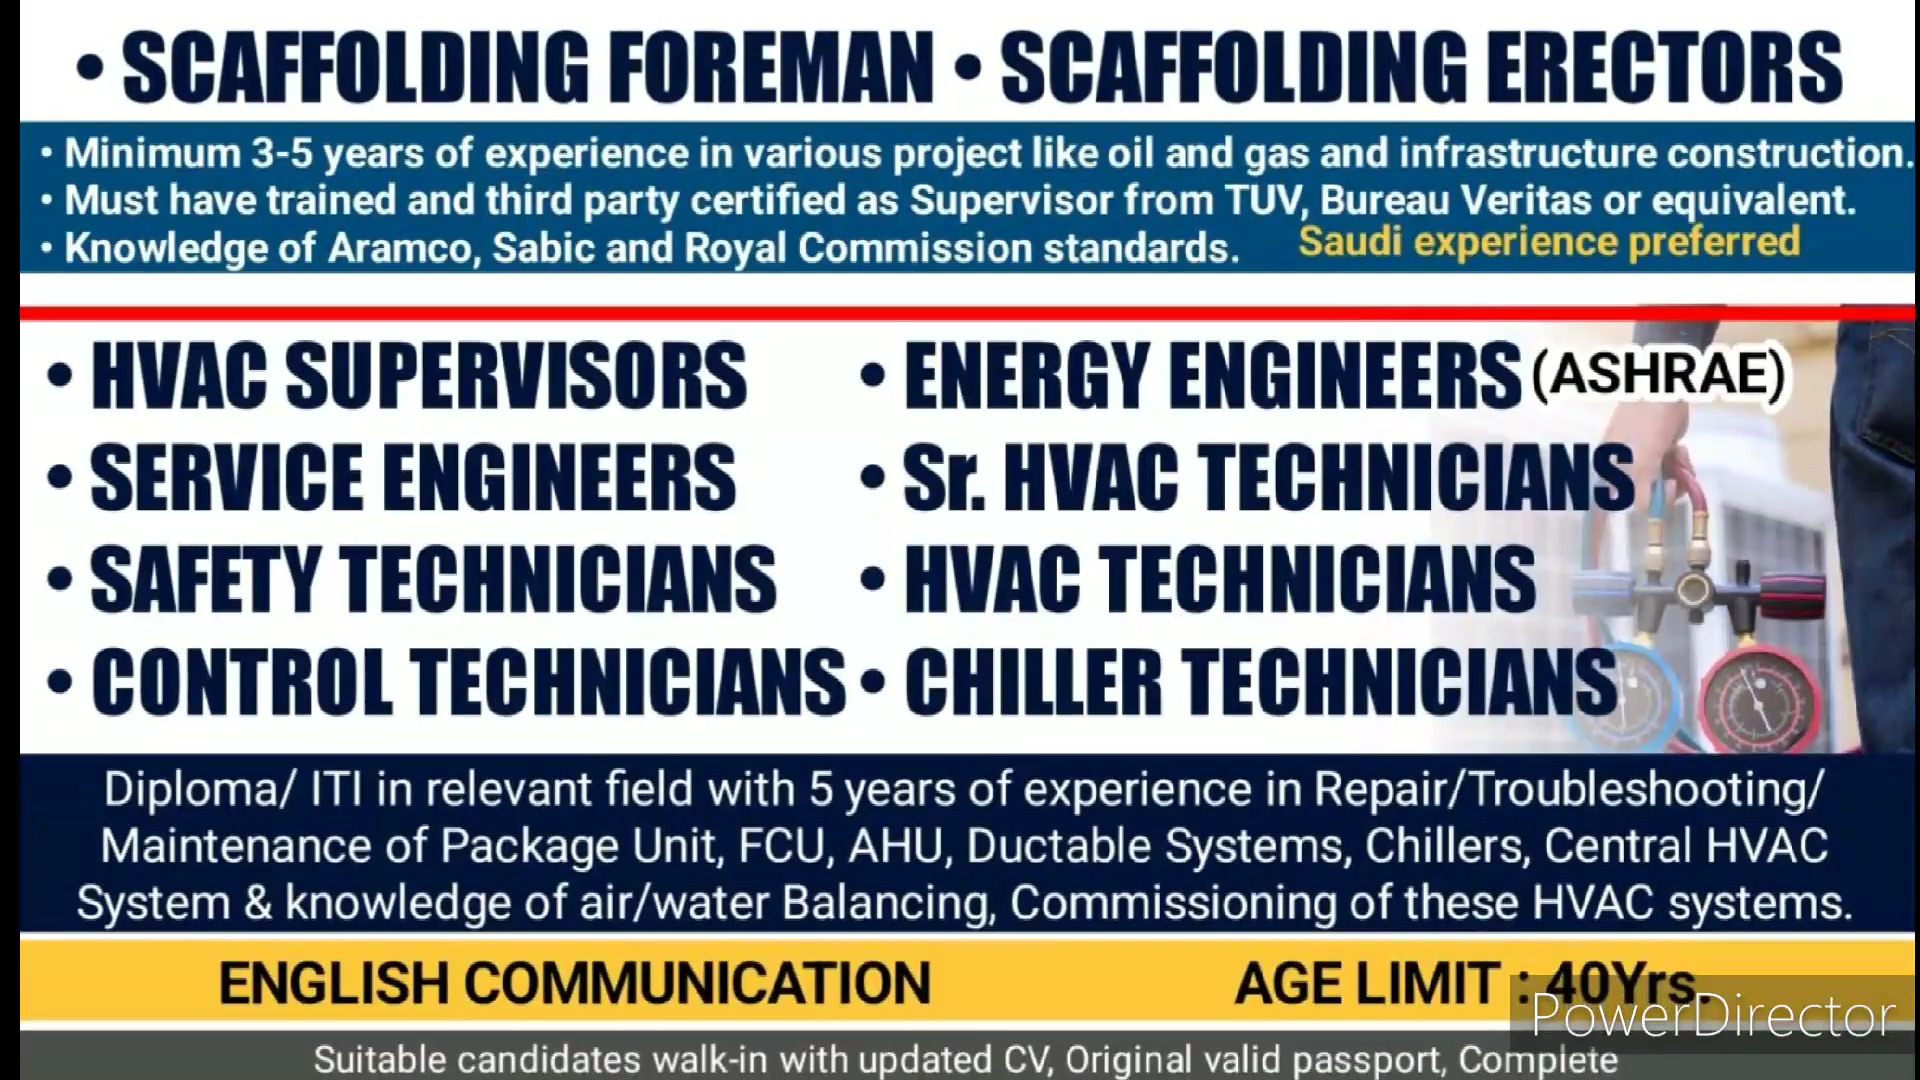 • SCAFFOLDING FOREMAN • SCAFFOLDING ERECTORS
• Minimum 3-5 years of experience in various project like oil and gas and infrastructure construction.
• Must have trained and third party certified as Supervisor from TUV, Bureau Veritas or equivalent.
• Knowledge of Aramco, Sabic and Royal Commission standards. Saudi experience preferred
• HVAC SUPERVISORS • ENERGY ENGINEERS (ASHRAE)
• SERVICE ENGINEERS • Sr. HVAC TECHNICIANS
• SAFETY TECHNICIANS • HVAC TECHNICIANS
• CONTROL TECHNICIANS • CHILLER TECHNICIANS
Diploma/ ITI in relevant field with 5 years of experience in Repair/Troubleshooting/
Maintenance of Package Unit, FCU, AHU, Ductable Systems, Chillers, Central HVAC
System & knowledge of air/water Balancing, Commissioning of these HVAC systems.
ENGLISH COMMUNICATION AGE LIMIT : 40Yrs.
PowerDirector
Suitable candidates walk-in with updated CV, Original valid passport, Complete